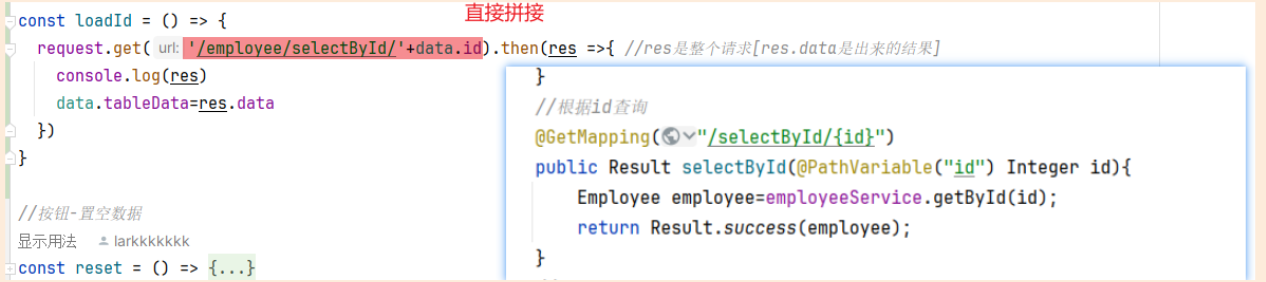 直接拼接
const loadId = () => {
request.get( url: '/employee/selectById/'+data.id).then(res =>{ //res是整个请求[res.data是出来的结果]
console.log(res)
data.tableData=res.data
})
}
//按钮-置空数据
显示用法 larkkkkkkk
const reset = () => {...}
}
//根据id查询
@GetMapping("/selectById/{id}")
public Result selectById(@PathVariable("id") Integer id){
Employee employee=employeeService.getById(id);
return Result.success(employee);
}